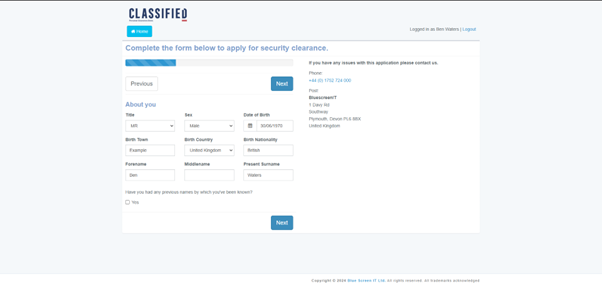 CLASSIFIED
Home
Logged in as Ben Waters | Logout
Complete the form below to apply for security clearance.
Previous
Next
About you
Title
Sex
Date of Birth
MR
Male
30/06/1970
Birth Town
Birth Country
Birth Nationality
Example
United Kingdom
British
Forename
Middlename
Present Surname
Ben
Waters
Have you had any previous names by which you've been known?
Yes
Next
If you have any issues with this application please contact us.
Phone:
+44 (0) 1752 724 000
Post:
Bluescreen IT
Southway
Plymouth, Devon
United Kingdom
Copyright © 2024 Blue Screen IT Ltd. All rights reserved. All trademarks acknowledged